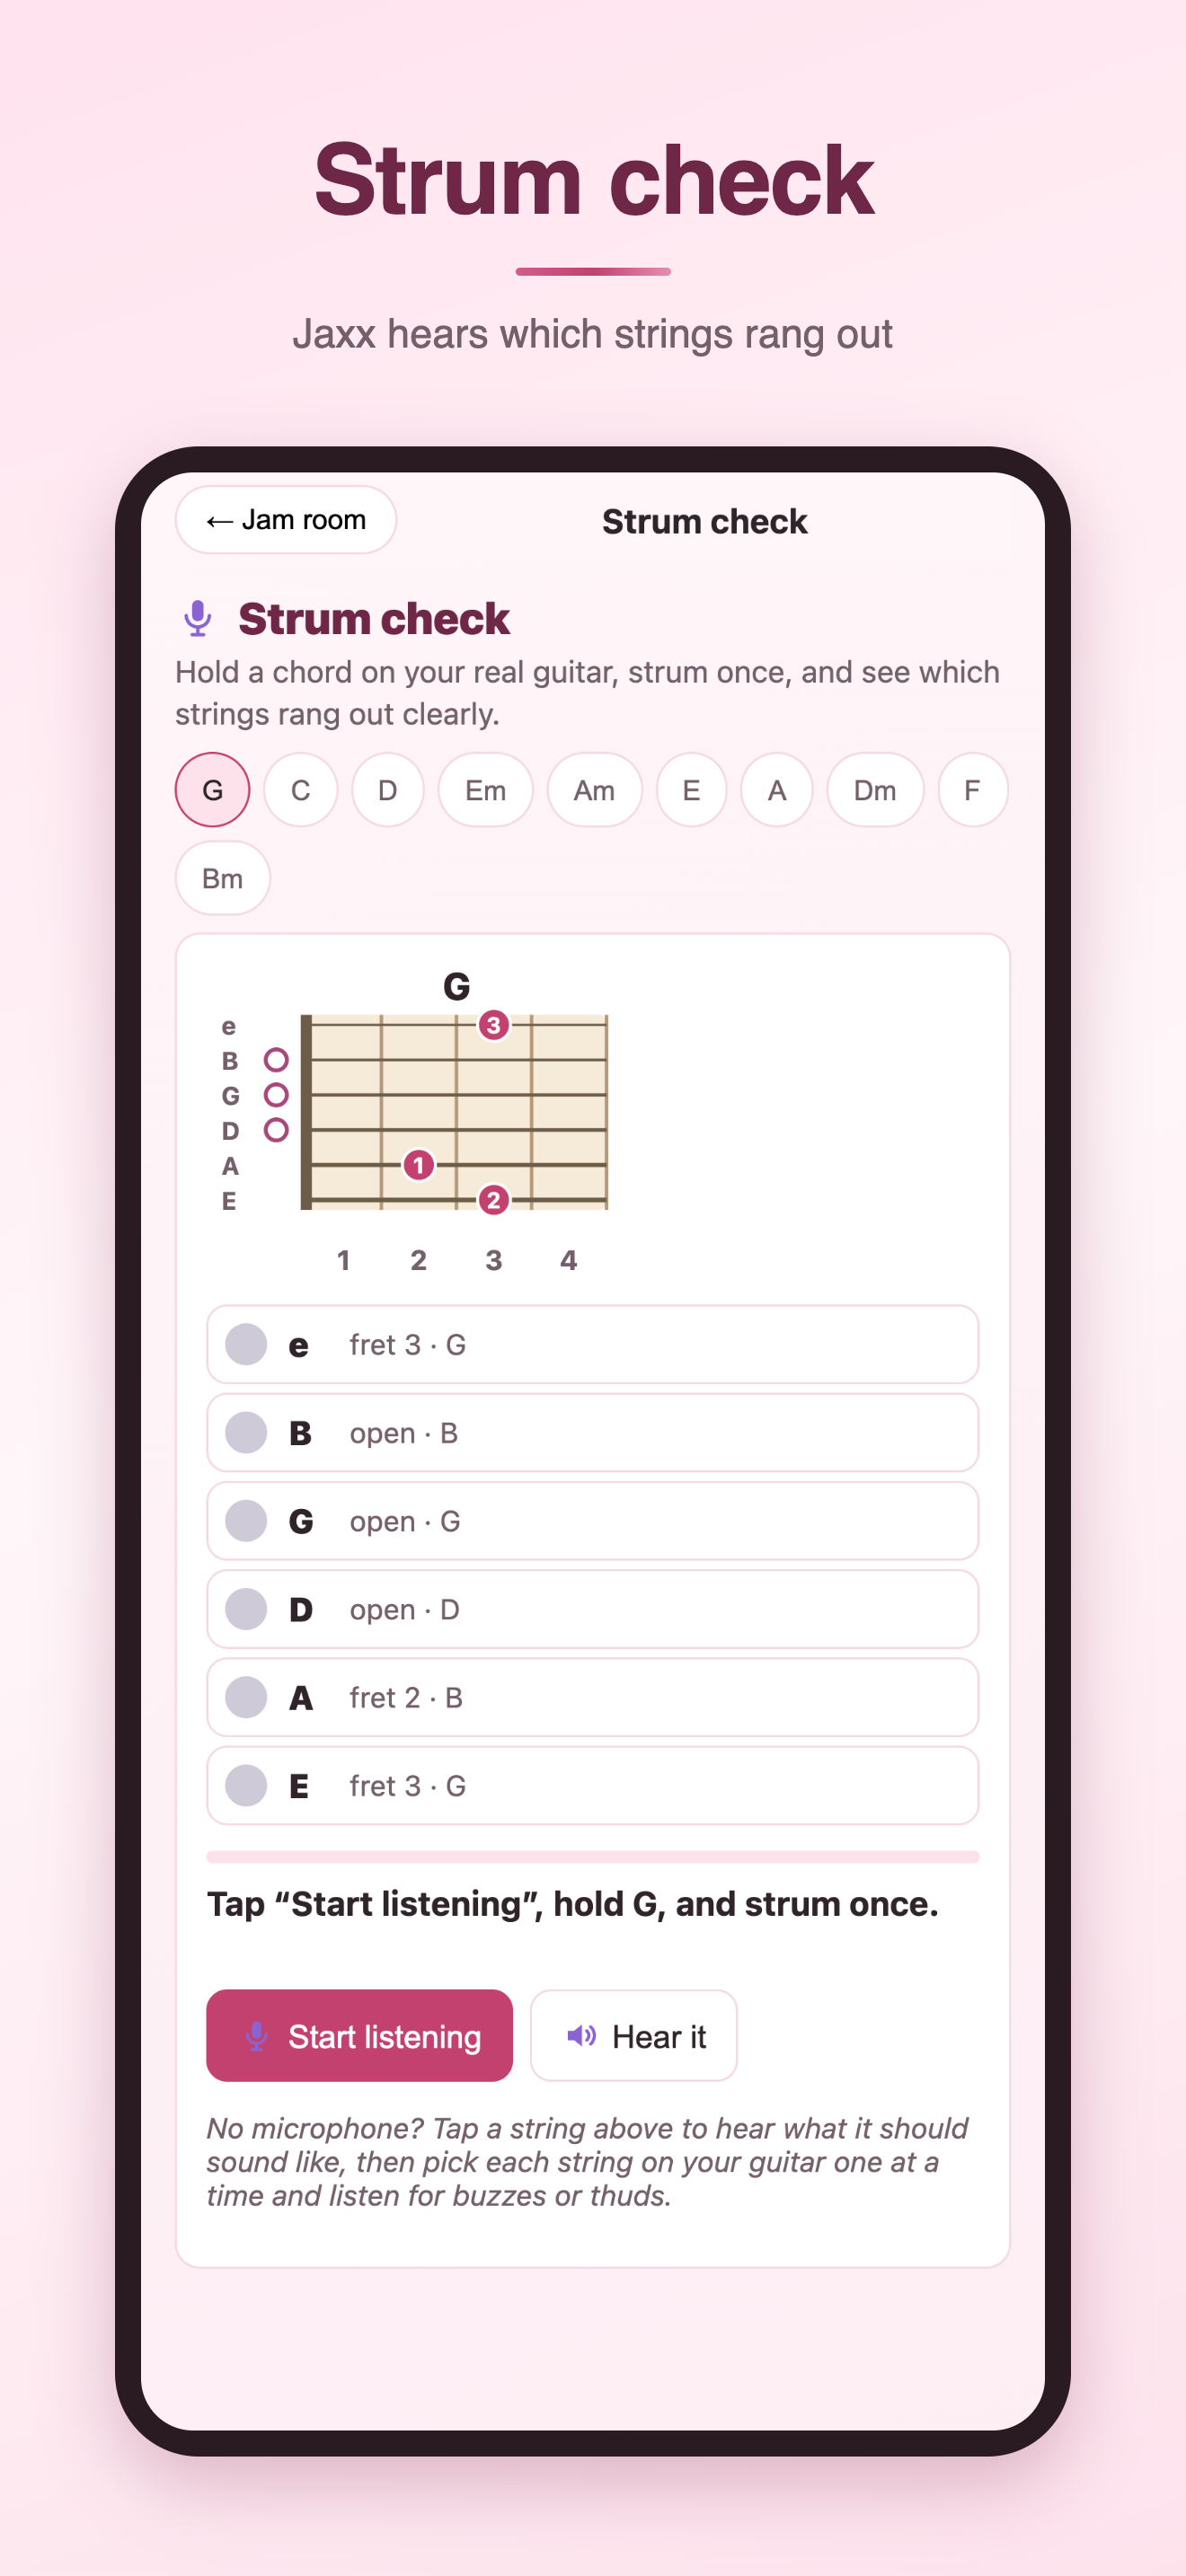 Strum check
Jaxx hears which strings rang out
← Jam room
Strum check
Strum check
Hold a chord on your real guitar, strum once, and see which
strings rang out clearly.
G C D Em Am E A Dm F
Bm
G
e 3
B
G
D
A 1
E 2
1 2 3 4
e fret 3 · G
B open · B
G open · G
D open · D
A fret 2 · B
E fret 3 · G
Tap “Start listening”, hold G, and strum once.
Start listening Hear it
No microphone? Tap a string above to hear what it should
sound like, then pick each string on your guitar one at a
time and listen for buzzes or thuds.